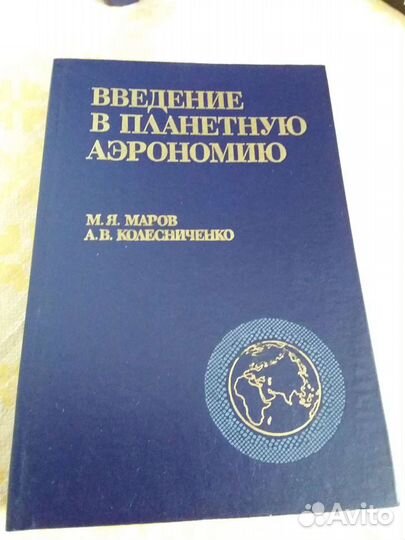 ВВЕДЕНИЕ
В ПЛАНЕТНУЮ
АЭРОНОМИЮ
М.Я. МАРОВ
А.В. КОЛЕСНИЧЕНКО
Avito